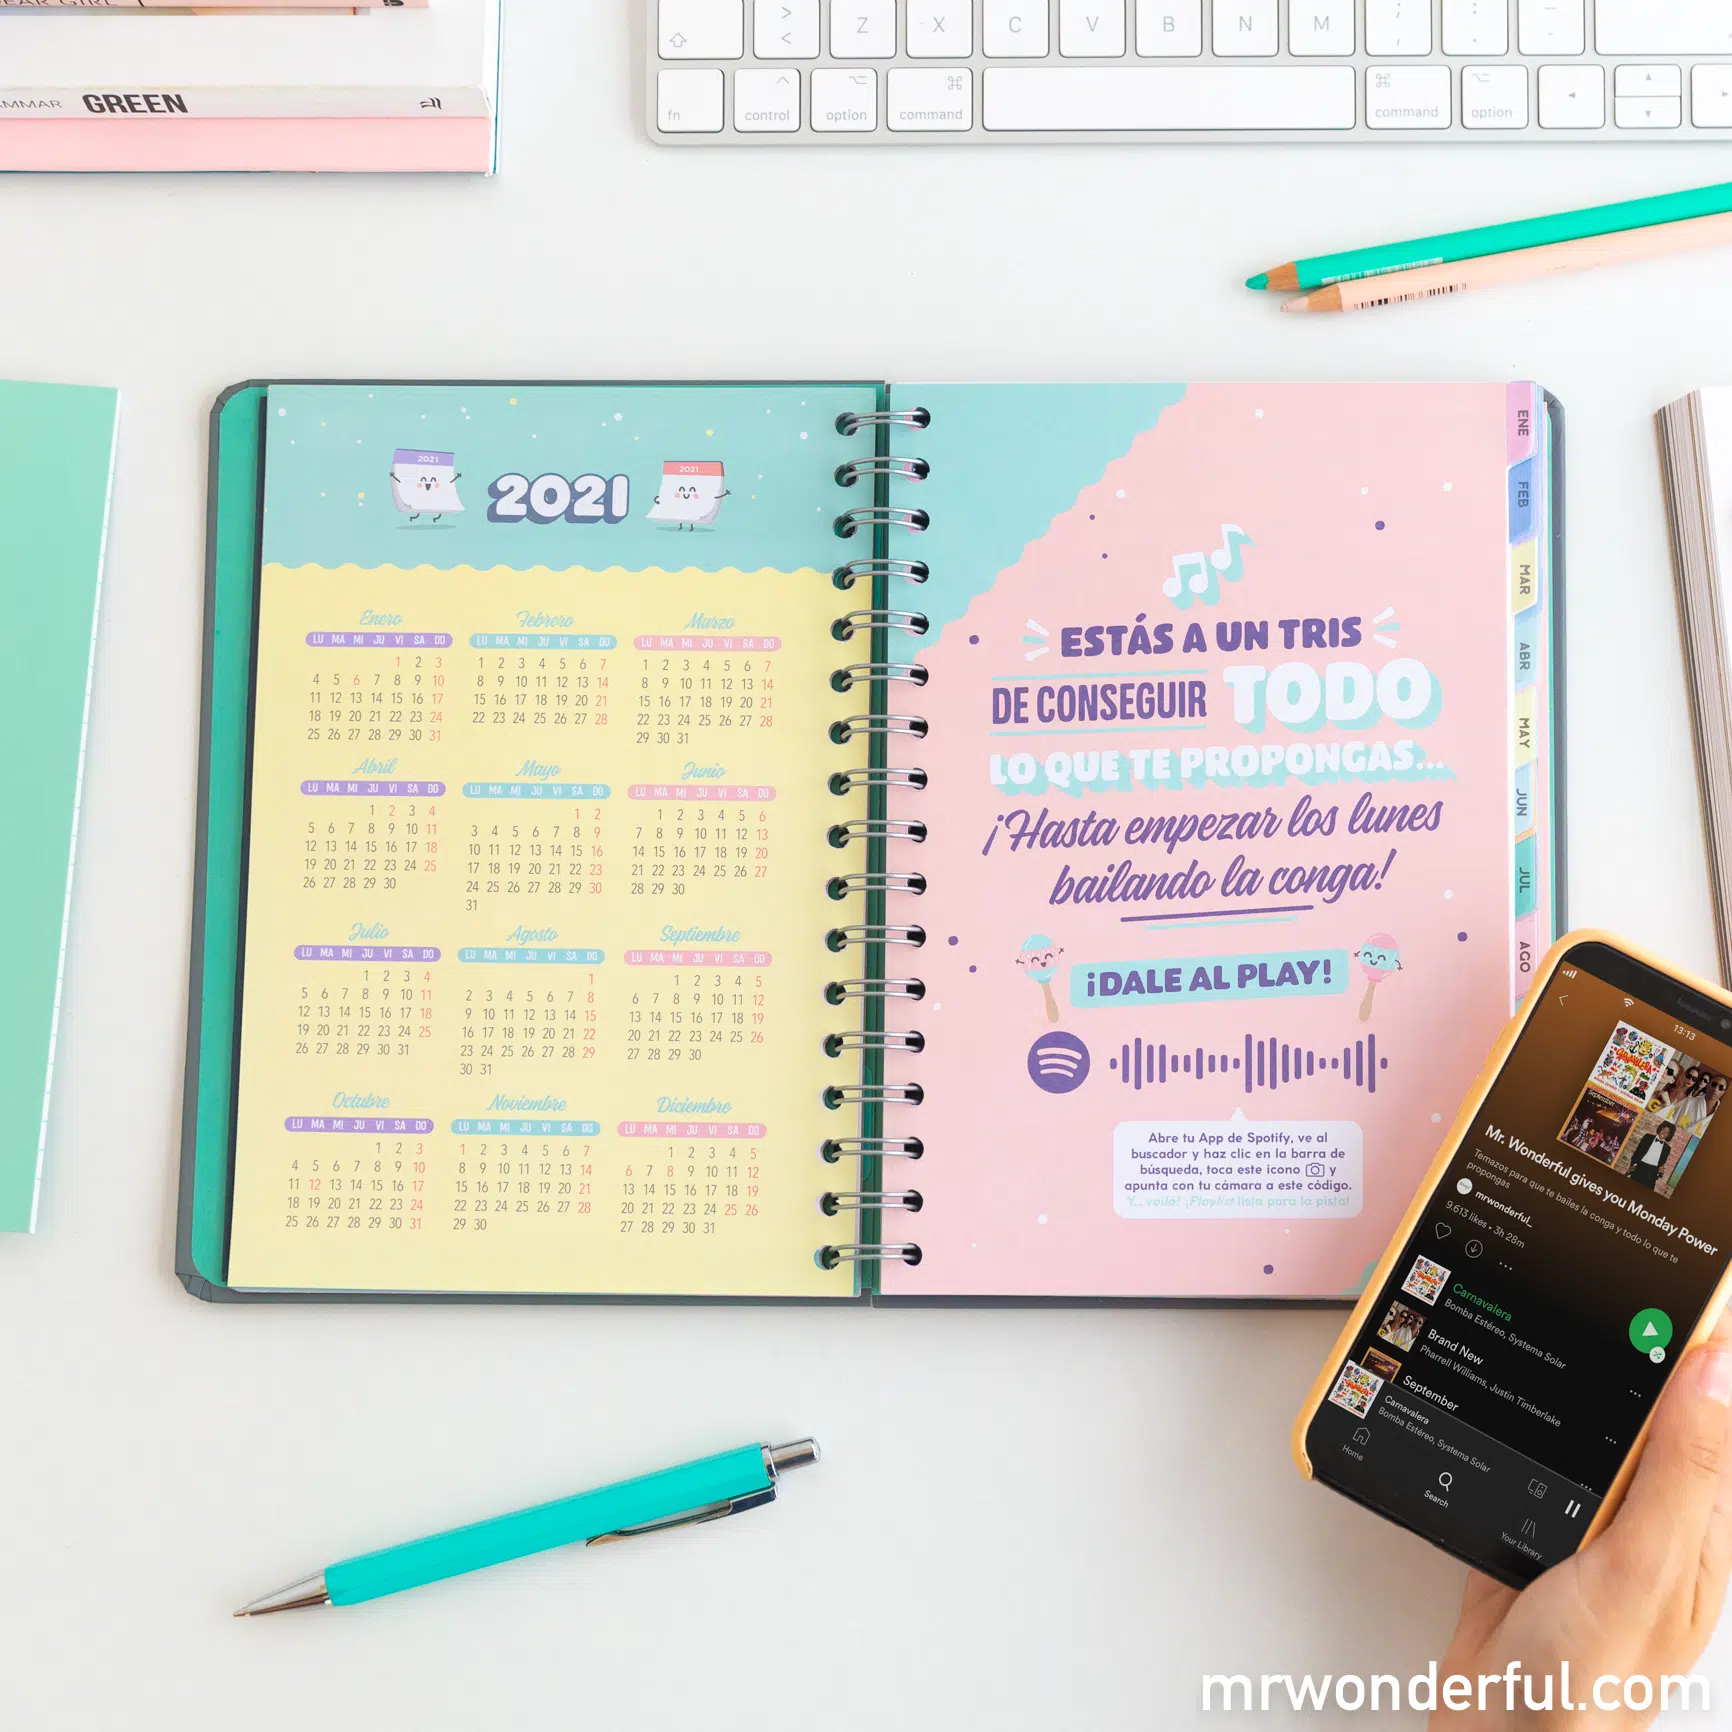 EAR GIRL
AMMAR GREEN
fn control option command
command option
Z X C V B N M
2021
2021
2021
Enero
LU MA MI JU VI SA DO
1 2 3
4 5 6 7 8 9 10
11 12 13 14 15 16 17
18 19 20 21 22 23 24
25 26 27 28 29 30 31
Febrero
LU MA MI JU VI SA DO
1 2 3 4 5 6 7
8 9 10 11 12 13 14
15 16 17 18 19 20 21
22 23 24 25 26 27 28
Marzo
LU MA MI JU VI SA DO
1 2 3 4 5 6 7
8 9 10 11 12 13 14
15 16 17 18 19 20 21
22 23 24 25 26 27 28
29 30 31
Abril
LU MA MI JU VI SA DO
1 2 3 4
5 6 7 8 9 10 11
12 13 14 15 16 17 18
19 20 21 22 23 24 25
26 27 28 29 30
Mayo
LU MA MI JU VI SA DO
1 2
3 4 5 6 7 8 9
10 11 12 13 14 15 16
17 18 19 20 21 22 23
24 25 26 27 28 29 30
31
Junio
LU MA MI JU VI SA DO
1 2 3 4 5 6
7 8 9 10 11 12 13
14 15 16 17 18 19 20
21 22 23 24 25 26 27
28 29 30
Julio
LU MA MI JU VI SA DO
1 2 3 4
5 6 7 8 9 10 11
12 13 14 15 16 17 18
19 20 21 22 23 24 25
26 27 28 29 30 31
Agosto
LU MA MI JU VI SA DO
1
2 3 4 5 6 7 8
9 10 11 12 13 14 15
16 17 18 19 20 21 22
23 24 25 26 27 28 29
30 31
Septiembre
LU MA MI JU VI SA DO
1 2 3 4 5
6 7 8 9 10 11 12
13 14 15 16 17 18 19
20 21 22 23 24 25 26
27 28 29 30
Octubre
LU MA MI JU VI SA DO
1 2 3
4 5 6 7 8 9 10
11 12 13 14 15 16 17
18 19 20 21 22 23 24
25 26 27 28 29 30 31
Noviembre
LU MA MI JU VI SA DO
1 2 3 4 5 6 7
8 9 10 11 12 13 14
15 16 17 18 19 20 21
22 23 24 25 26 27 28
29 30
Diciembre
LU MA MI JU VI SA DO
1 2 3 4 5
6 7 8 9 10 11 12
13 14 15 16 17 18 19
20 21 22 23 24 25 26
27 28 29 30 31
ESTÁS A UN TRIS
DE CONSEGUIR TODO
LO QUE TE PROPONGAS...
¡Hasta empezar los lunes
bailando la conga!
¡DALE AL PLAY!
Abre tu App de Spotify, ve al
buscador y haz clic en la barra de
búsqueda, toca este icono y
apunta con tu cámara a este código.
Y... voilà! ¡Playlist lista para la pista!
ENE
FEB
MAR
ABR
MAY
JUN
JUL
AGO
13:13
Mr. Wonderful gives you Monday Power
Temazos para que te bailes la conga y todo lo que te
propongas
mrwonderful_
9.613 likes • 3h 28m
Carnavalera
Bomba Estéreo, Systema Solar
Brand New
Pharrell Williams, Justin Timberlake
September
Carnavalera
Bomba Estéreo, Systema Solar
Home
Search
Your Library
mrwonderful.com